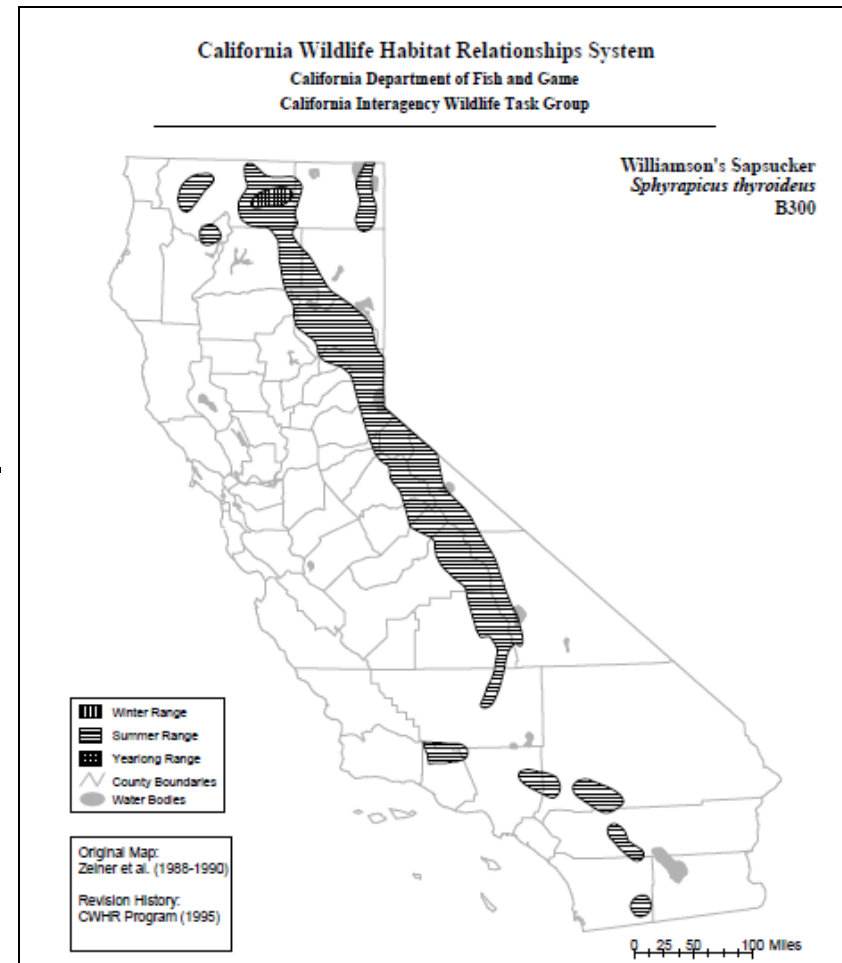 California Wildlife Habitat Relationships System
California Department of Fish and Game
California Interagency Wildlife Task Group
Williamson's Sapsucker
Sphyrapicus thyroideus
B300
Winter Range
Summer Range
Yearlong Range
County Boundaries
Water Bodies
Original Map:
Zeiner et al. (1988-1990)
Revision History:
CWHR Program (1995)
0 25 50 100 Miles